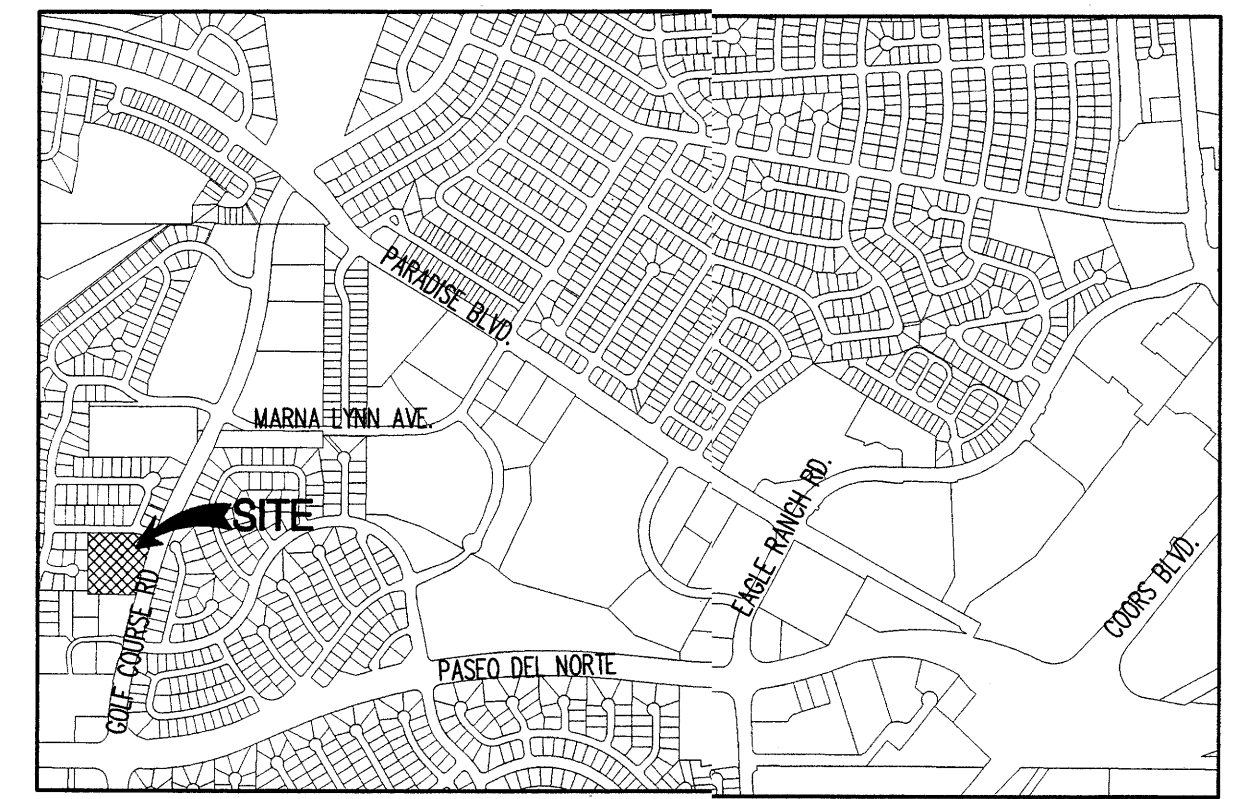 PARADISE BLVD.
MARNA LYNN AVE.
SITE
EAGLE RANCH RD.
COORS BLVD.
GOLF COURSE RD
PASEO DEL NORTE